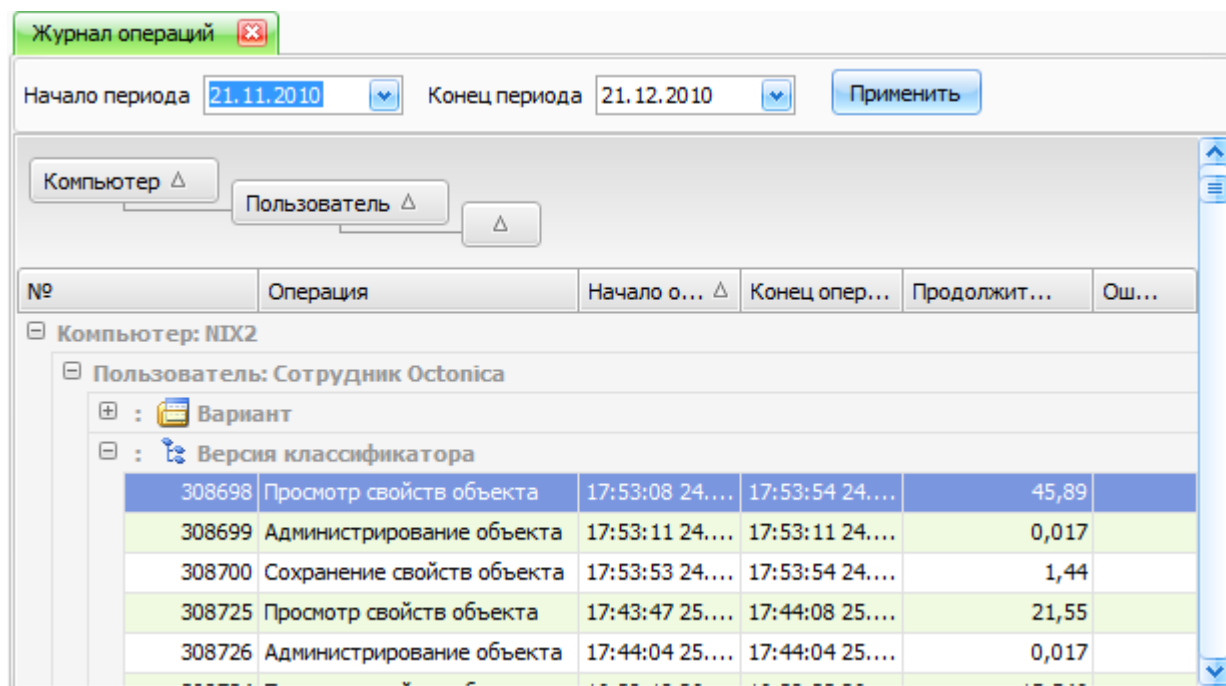 Журнал операций
Начало периода 21.11.2010 Конец периода 21.12.2010 Применить
Компьютер
Пользователь
№ Операция Начало о... Конец опер... Продолжит... Ош...
Компьютер: NIX2
Пользователь: Сотрудник Octonica
: Вариант
: Версия классификатора
308698 Просмотр свойств объекта 17:53:08 24.... 17:53:54 24.... 45,89
308699 Администрирование объекта 17:53:11 24.... 17:53:11 24.... 0,017
308700 Сохранение свойств объекта 17:53:53 24.... 17:53:54 24.... 1,44
308725 Просмотр свойств объекта 17:43:47 25.... 17:44:08 25.... 21,55
308726 Администрирование объекта 17:44:04 25.... 17:44:04 25.... 0,017